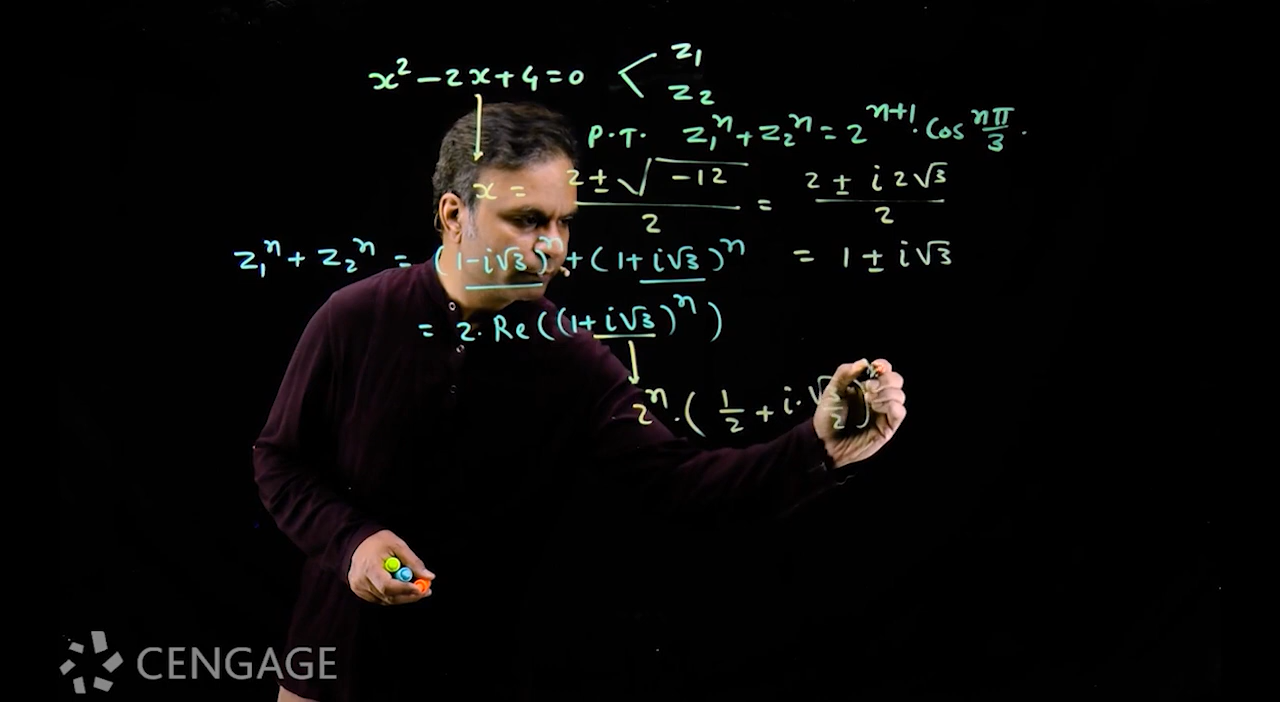 x² - 2x + 4 = 0 < z₁
z₂
P.T. z₁ⁿ + z₂ⁿ = 2ⁿ⁺¹ · cos nπ/3 .
x = (2 ± √-12)/2 = (2 ± i2√3)/2
z₁ⁿ + z₂ⁿ = (1 - i√3)ⁿ + (1 + i√3)ⁿ = 1 ± i√3
= 2 · Re((1 + i√3)ⁿ)
2ⁿ · (1/2 + i · √3/2)
CENGAGE